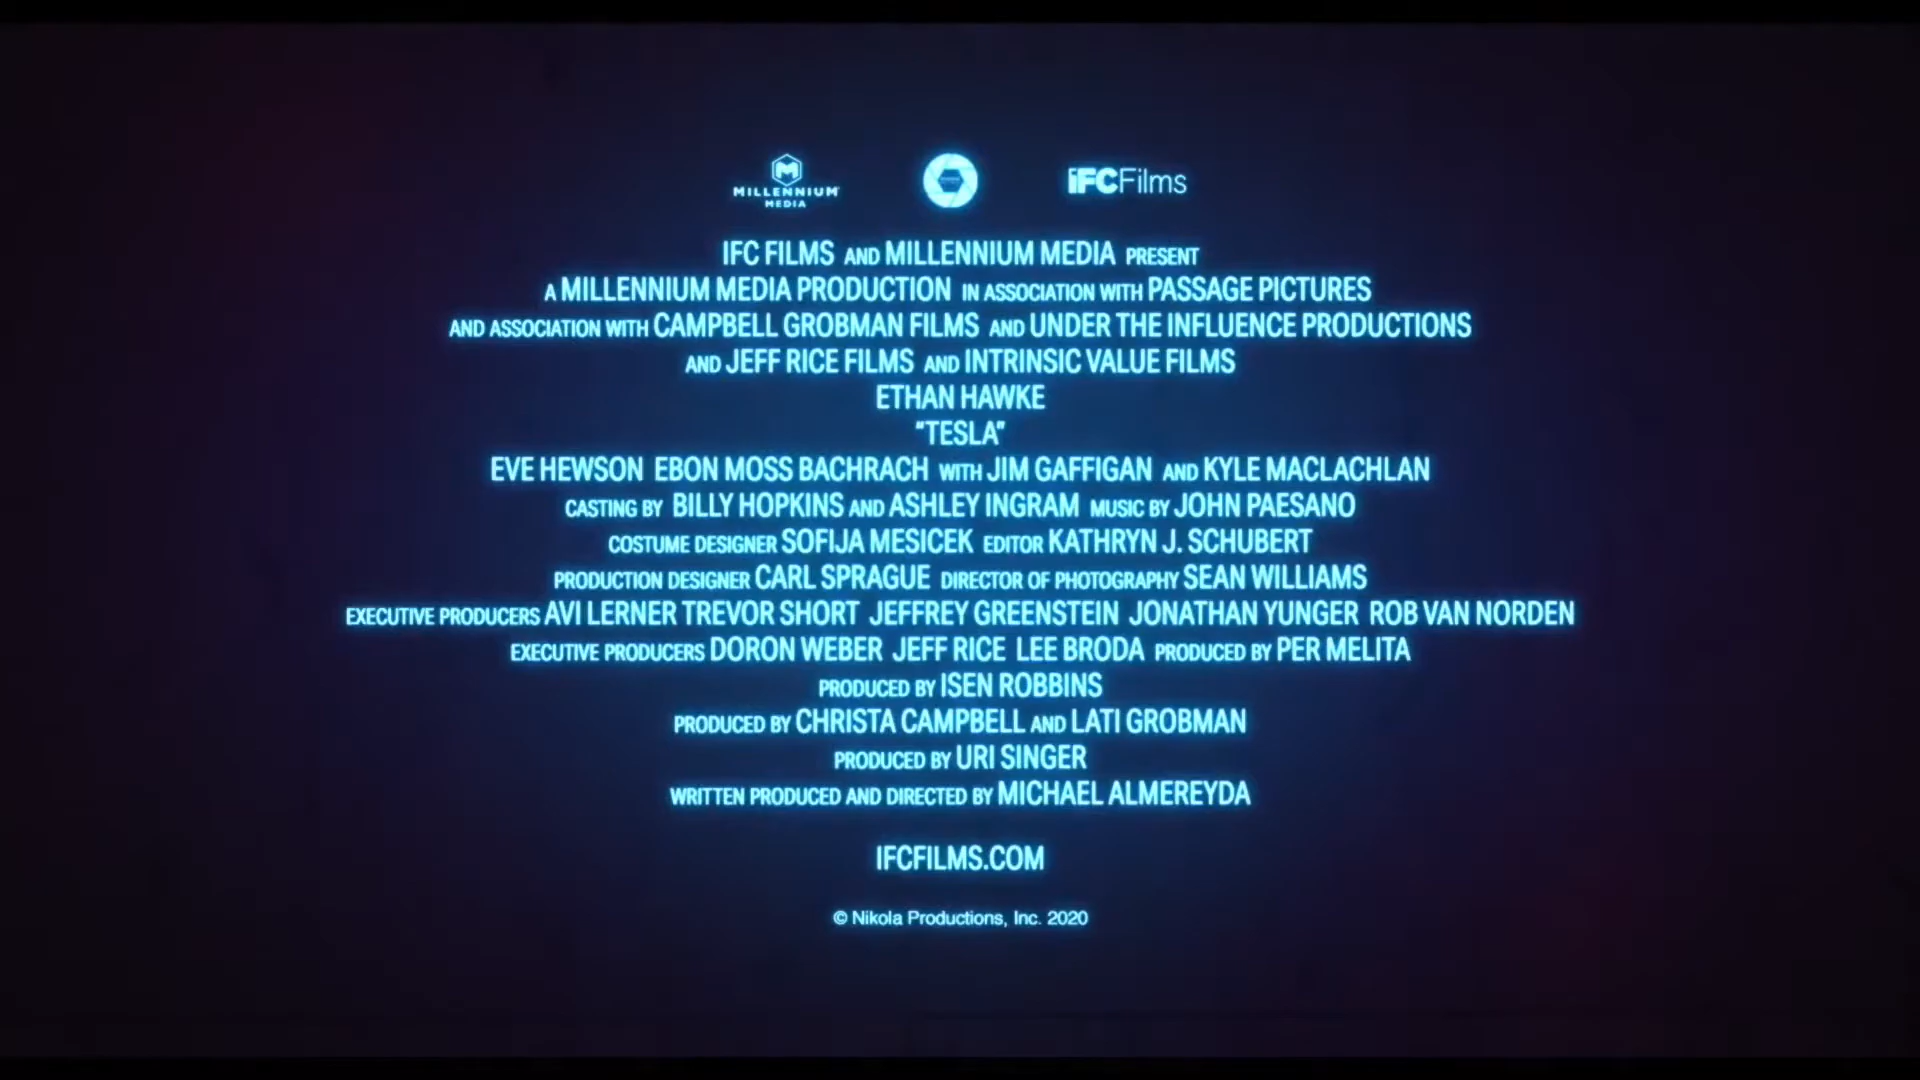 MILLENNIUM
MEDIA
IFCFilms
IFC FILMS AND MILLENNIUM MEDIA PRESENT
A MILLENNIUM MEDIA PRODUCTION IN ASSOCIATION WITH PASSAGE PICTURES
AND ASSOCIATION WITH CAMPBELL GROBMAN FILMS AND UNDER THE INFLUENCE PRODUCTIONS
AND JEFF RICE FILMS AND INTRINSIC VALUE FILMS
ETHAN HAWKE
“TESLA”
EVE HEWSON EBON MOSS BACHRACH WITH JIM GAFFIGAN AND KYLE MACLACHLAN
CASTING BY BILLY HOPKINS AND ASHLEY INGRAM MUSIC BY JOHN PAESANO
COSTUME DESIGNER SOFIJA MESICEK EDITOR KATHRYN J. SCHUBERT
PRODUCTION DESIGNER CARL SPRAGUE DIRECTOR OF PHOTOGRAPHY SEAN WILLIAMS
EXECUTIVE PRODUCERS AVI LERNER TREVOR SHORT JEFFREY GREENSTEIN JONATHAN YUNGER ROB VAN NORDEN
EXECUTIVE PRODUCERS DORON WEBER JEFF RICE LEE BRODA PRODUCED BY PER MELITA
PRODUCED BY ISEN ROBBINS
PRODUCED BY CHRISTA CAMPBELL AND LATI GROBMAN
PRODUCED BY URI SINGER
WRITTEN PRODUCED AND DIRECTED BY MICHAEL ALMEREYDA
IFCFILMS.COM
© Nikola Productions, Inc. 2020